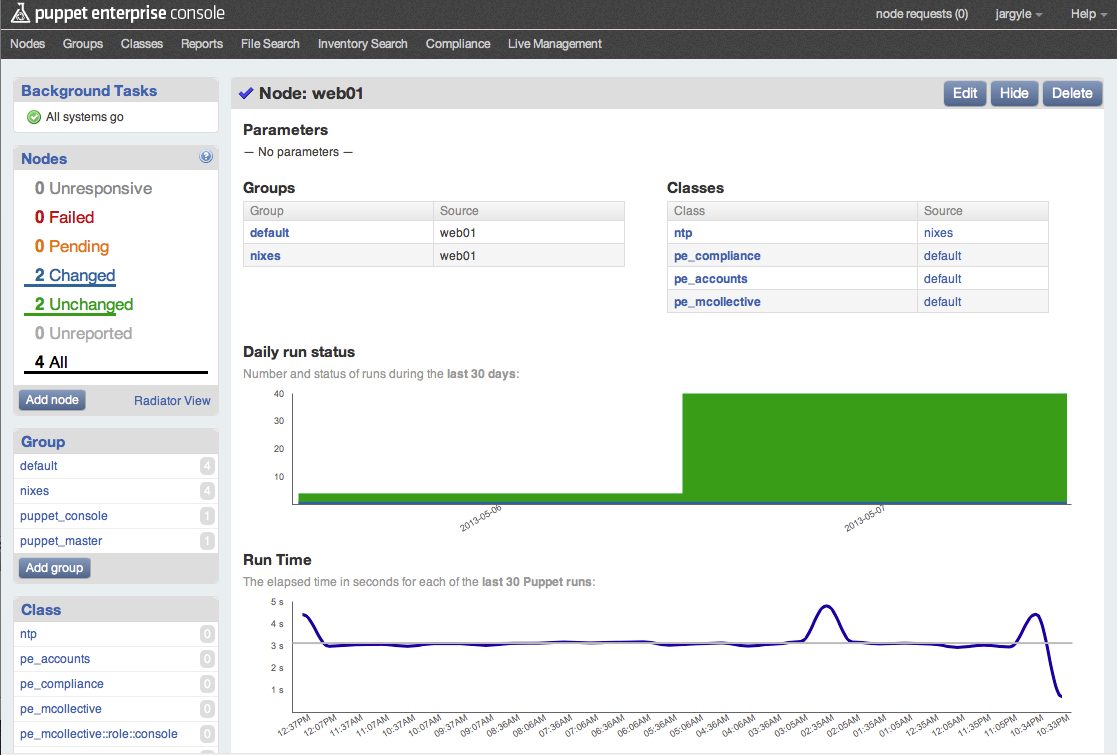 puppet enterprise console
node requests (0) jargyle Help
Nodes Groups Classes Reports File Search Inventory Search Compliance Live Management
Background Tasks
All systems go
Nodes
0 Unresponsive
0 Failed
0 Pending
2 Changed
2 Unchanged
0 Unreported
4 All
Add node Radiator View
Group
default 4
nixes 4
puppet_console 1
puppet_master 1
Add group
Class
ntp 0
pe_accounts 0
pe_compliance 0
pe_mcollective 0
pe_mcollective::role::console 0
Node: web01
Edit Hide Delete
Parameters
— No parameters —
Groups
Group Source
default web01
nixes web01
Classes
Class Source
ntp nixes
pe_compliance default
pe_accounts default
pe_mcollective default
Daily run status
Number and status of runs during the last 30 days:
40
30
20
10
2013-05-06 2013-05-07
Run Time
The elapsed time in seconds for each of the last 30 Puppet runs:
5 s
4 s
3 s
2 s
1 s
12:37PM 12:07PM 11:37AM 11:07AM 10:37AM 10:07AM 09:37AM 09:07AM 08:36AM 08:06AM 07:36AM 07:06AM 06:36AM 06:06AM 05:36AM 05:06AM 04:36AM 04:06AM 03:36AM 03:05AM 02:35AM 02:05AM 01:35AM 01:05AM 12:35AM 12:05AM 11:35PM 11:05PM 10:34PM 10:33PM